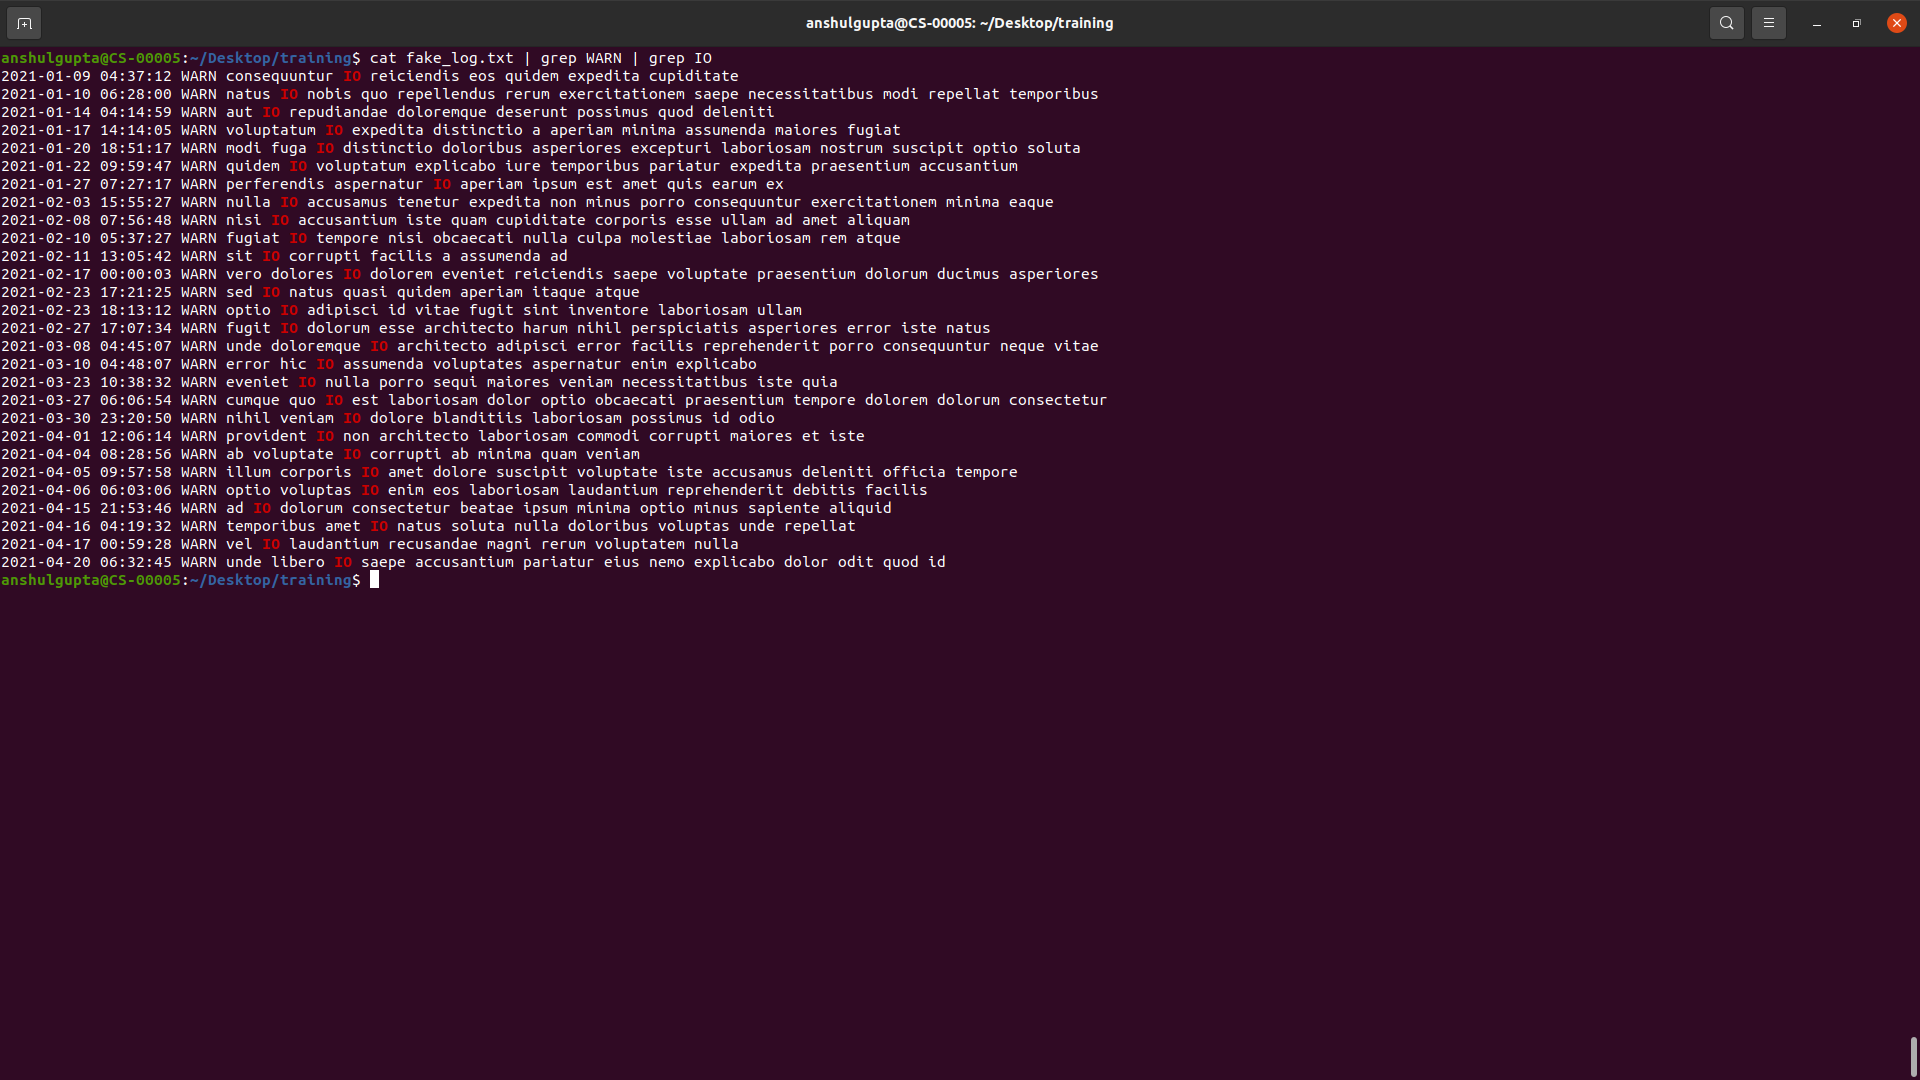 anshulgupta@CS-00005: ~/Desktop/training
anshulgupta@CS-00005:~/Desktop/training$ cat fake_log.txt | grep WARN | grep IO
2021-01-09 04:37:12 WARN consequuntur IO reiciendis eos quidem expedita cupiditate
2021-01-10 06:28:00 WARN natus IO nobis quo repellendus rerum exercitationem saepe necessitatibus modi repellat temporibus
2021-01-14 04:14:59 WARN aut IO repudiandae doloremque deserunt possimus quod deleniti
2021-01-17 14:14:05 WARN voluptatum IO expedita distinctio a aperiam minima assumenda maiores fugiat
2021-01-20 18:51:17 WARN modi fuga IO distinctio doloribus asperiores excepturi laboriosam nostrum suscipit optio soluta
2021-01-22 09:59:47 WARN quidem IO voluptatum explicabo iure temporibus pariatur expedita praesentium accusantium
2021-01-27 07:27:17 WARN perferendis aspernatur IO aperiam ipsum est amet quis earum ex
2021-02-03 15:55:27 WARN nulla IO accusamus tenetur expedita non minus porro consequuntur exercitationem minima eaque
2021-02-08 07:56:48 WARN nisi IO accusantium iste quam cupiditate corporis esse ullam ad amet aliquam
2021-02-10 05:37:27 WARN fugiat IO tempore nisi obcaecati nulla culpa molestiae laboriosam rem atque
2021-02-11 13:05:42 WARN sit IO corrupti facilis a assumenda ad
2021-02-17 00:00:03 WARN vero dolores IO dolorem eveniet reiciendis saepe voluptate praesentium dolorum ducimus asperiores
2021-02-23 17:21:25 WARN sed IO natus quasi quidem aperiam itaque atque
2021-02-23 18:13:12 WARN optio IO adipisci id vitae fugit sint inventore laboriosam ullam
2021-02-27 17:07:34 WARN fugit IO dolorum esse architecto harum nihil perspiciatis asperiores error iste natus
2021-03-08 04:45:07 WARN unde doloremque IO architecto adipisci error facilis reprehenderit porro consequuntur neque vitae
2021-03-10 04:48:07 WARN error hic IO assumenda voluptates aspernatur enim explicabo
2021-03-23 10:38:32 WARN eveniet IO nulla porro sequi maiores veniam necessitatibus iste quia
2021-03-27 06:06:54 WARN cumque quo IO est laboriosam dolor optio obcaecati praesentium tempore dolorem dolorum consectetur
2021-03-30 23:20:50 WARN nihil veniam IO dolore blanditiis laboriosam possimus id odio
2021-04-01 12:06:14 WARN provident IO non architecto laboriosam commodi corrupti maiores et iste
2021-04-04 08:28:56 WARN ab voluptate IO corrupti ab minima quam veniam
2021-04-05 09:57:58 WARN illum corporis IO amet dolore suscipit voluptate iste accusamus deleniti officia tempore
2021-04-06 06:03:06 WARN optio voluptas IO enim eos laboriosam laudantium reprehenderit debitis facilis
2021-04-15 21:53:46 WARN ad IO dolorum consectetur beatae ipsum minima optio minus sapiente aliquid
2021-04-16 04:19:32 WARN temporibus amet IO natus soluta nulla doloribus voluptas unde repellat
2021-04-17 00:59:28 WARN vel IO laudantium recusandae magni rerum voluptatem nulla
2021-04-20 06:32:45 WARN unde libero IO saepe accusantium pariatur eius nemo explicabo dolor odit quod id
anshulgupta@CS-00005:~/Desktop/training$